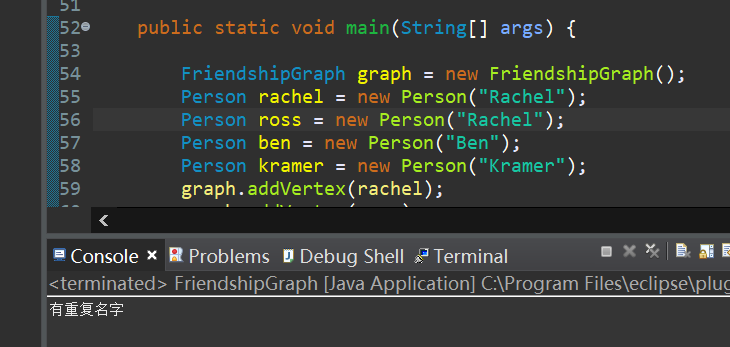 51
52 public static void main(String[] args) {
53
54 FriendshipGraph graph = new FriendshipGraph();
55 Person rachel = new Person("Rachel");
56 Person ross = new Person("Rachel");
57 Person ben = new Person("Ben");
58 Person kramer = new Person("Kramer");
59 graph.addVertex(rachel);
Console Problems Debug Shell Terminal
<terminated> FriendshipGraph [Java Application] C:\Program Files\eclipse\plug
有重复名字